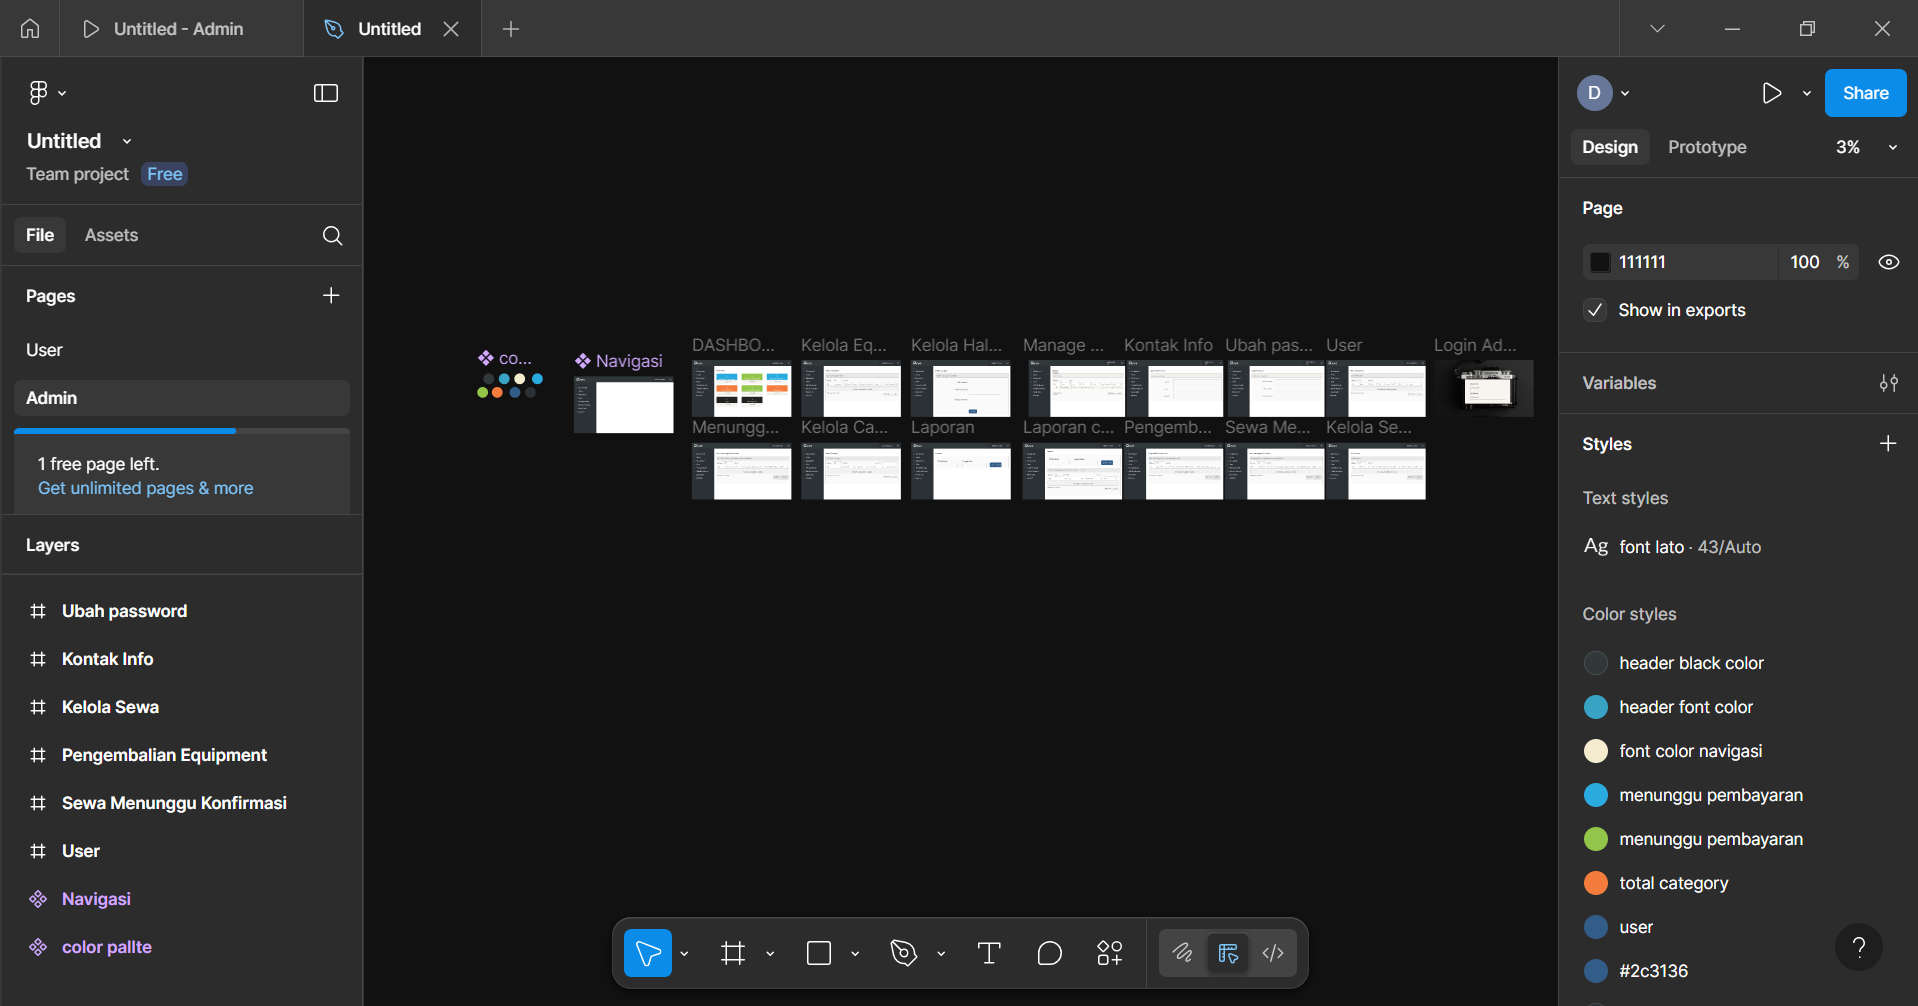 Untitled - Admin
Untitled
Untitled
Team project Free
File Assets
Pages
User
Admin
1 free page left.
Get unlimited pages & more
Layers
Ubah password
Kontak Info
Kelola Sewa
Pengembalian Equipment
Sewa Menunggu Konfirmasi
User
Navigasi
color pallte
co...
Navigasi
DASHBO... Kelola Eq... Kelola Hal... Manage ... Kontak Info Ubah pas... User Login Ad...
Menungg... Kelola Ca... Laporan Laporan c... Pengemb... Sewa Me... Kelola Se...
D
Share
Design Prototype 3%
Page
111111 100 %
Show in exports
Variables
Styles
Text styles
Ag font lato · 43/Auto
Color styles
header black color
header font color
font color navigasi
menunggu pembayaran
menunggu pembayaran
total category
user
#2c3136
?